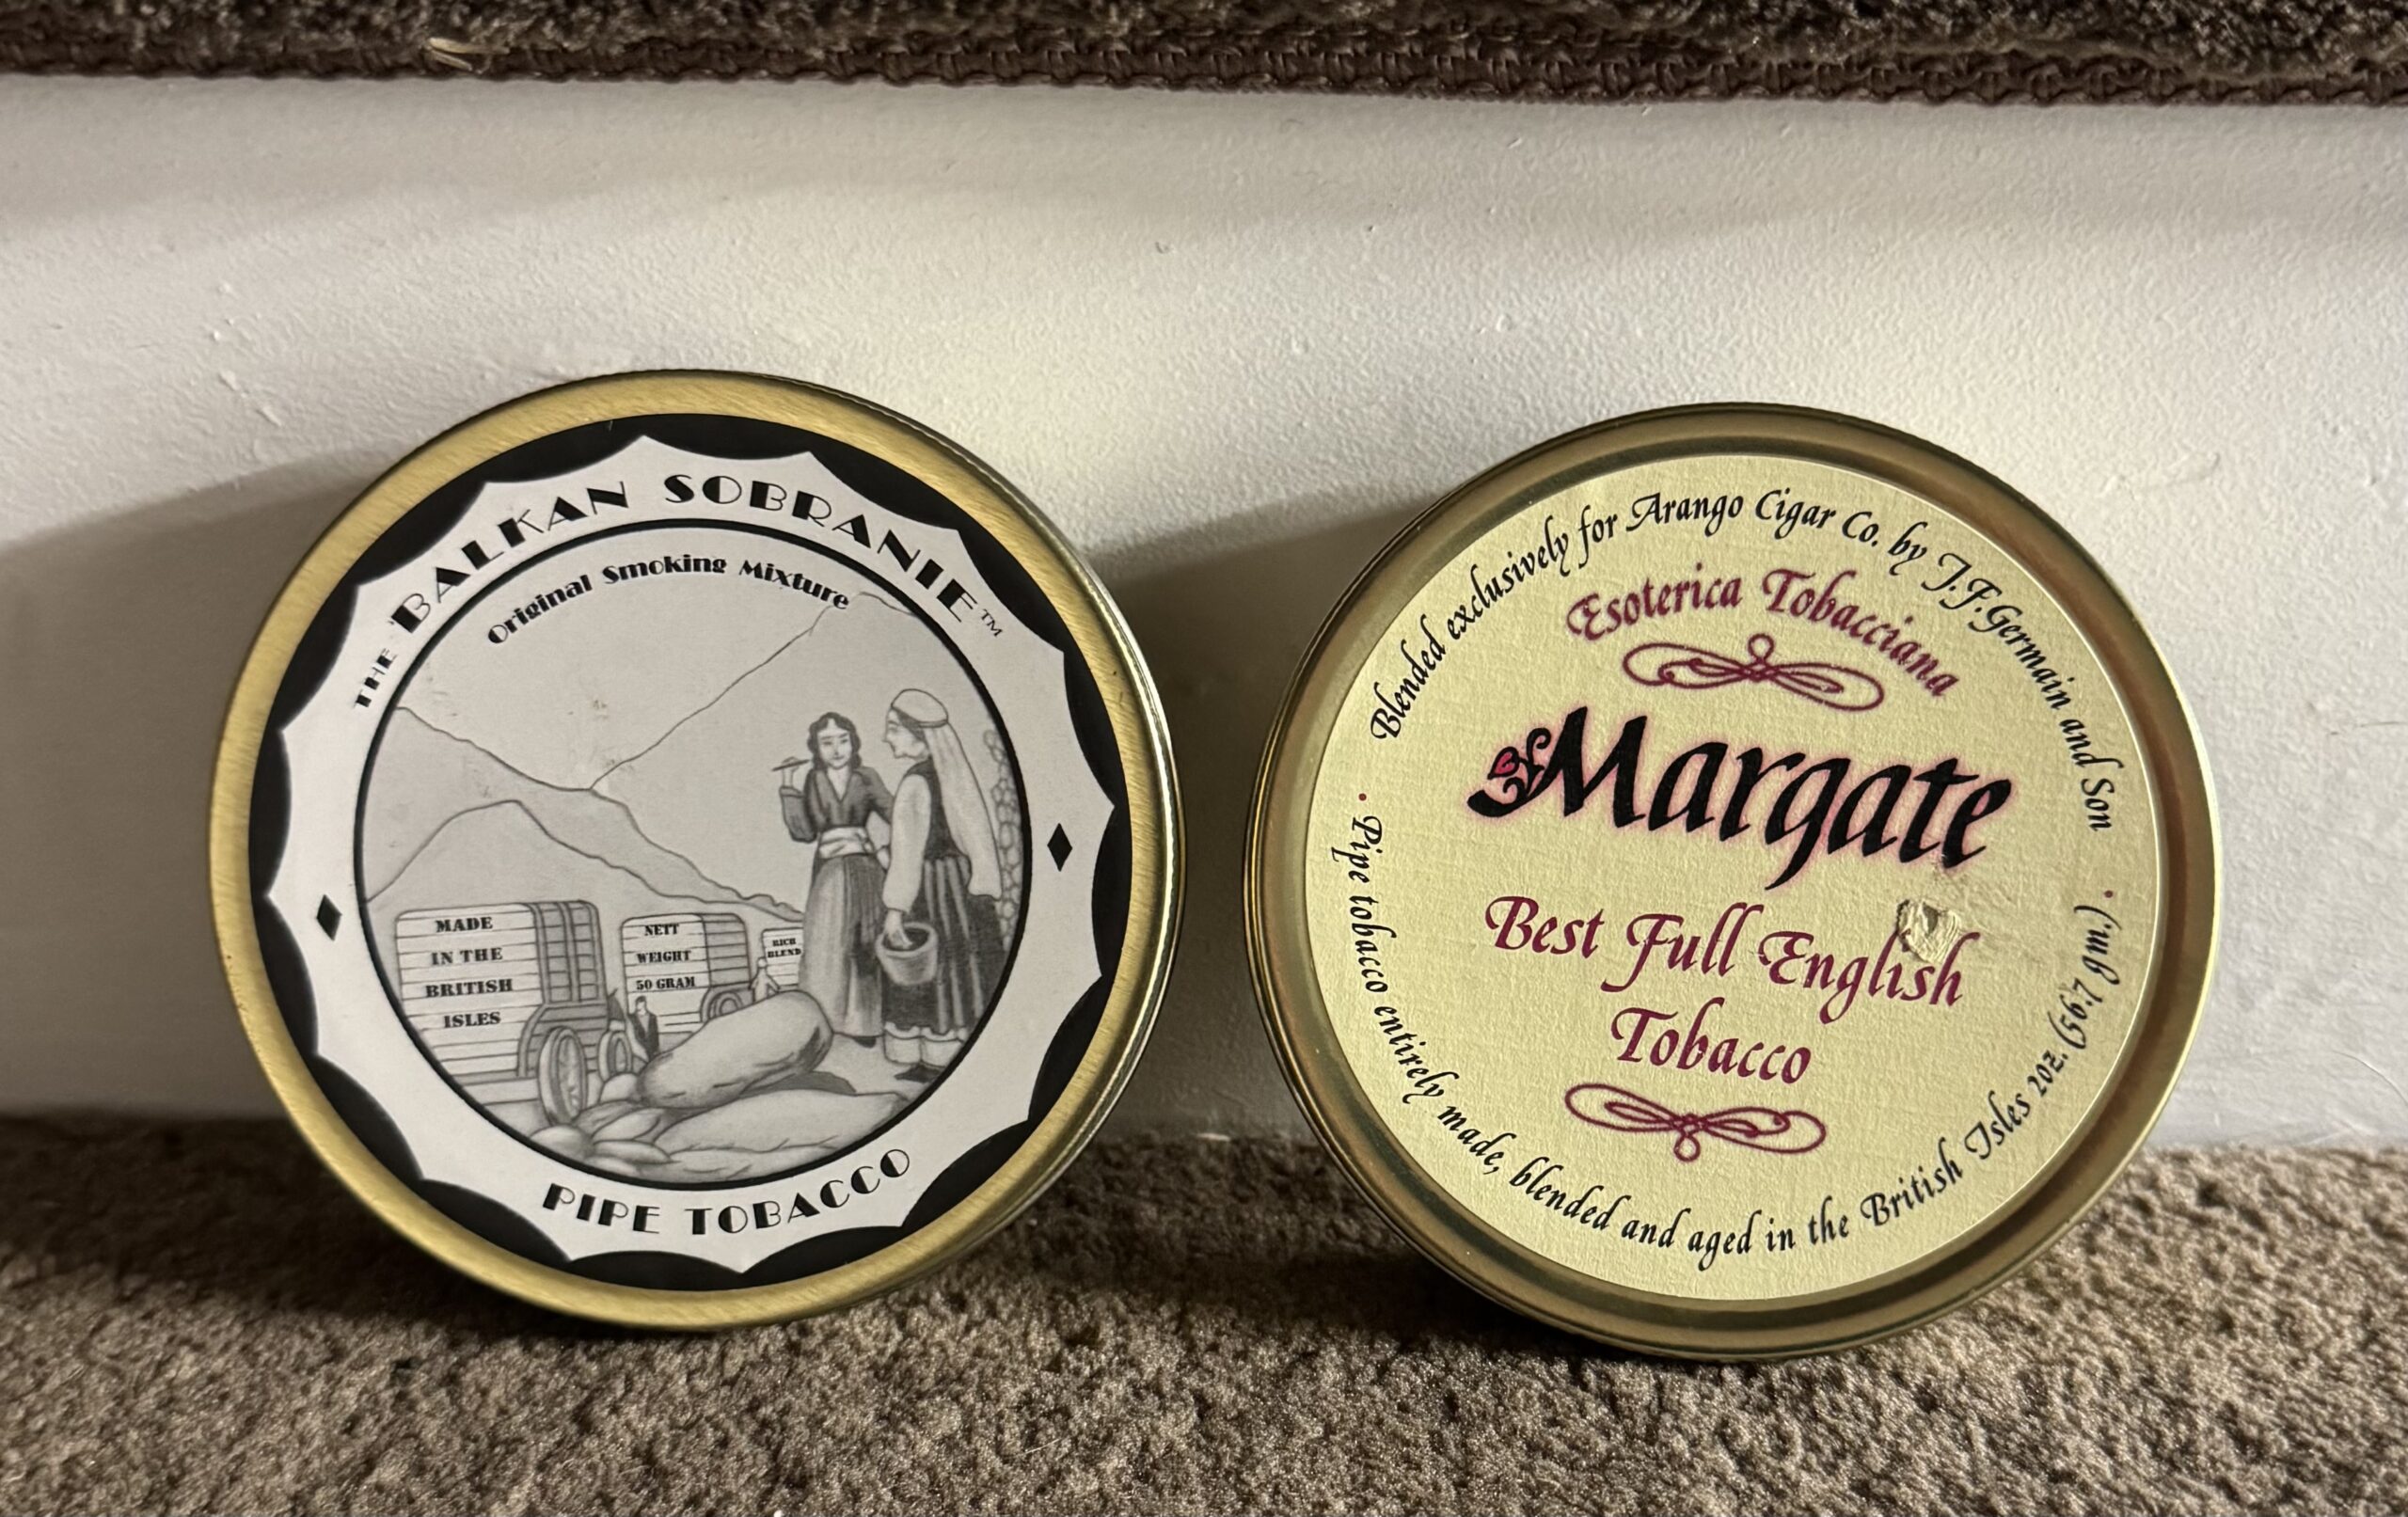 THE BALKAN SOBRANIE™
Original Smoking Mixture
MADE
IN THE
BRITISH
ISLES
NETT
WEIGHT
50 GRAM
RICH
BLEND
PIPE TOBACCO
Blended exclusively for Arango Cigar Co. by J.F.Germain and Son
Esoterica Tobacciana
Margate
Best Full English
Tobacco
• Pipe tobacco entirely made, blended and aged in the British Isles 2oz. (56.7 gm.) •